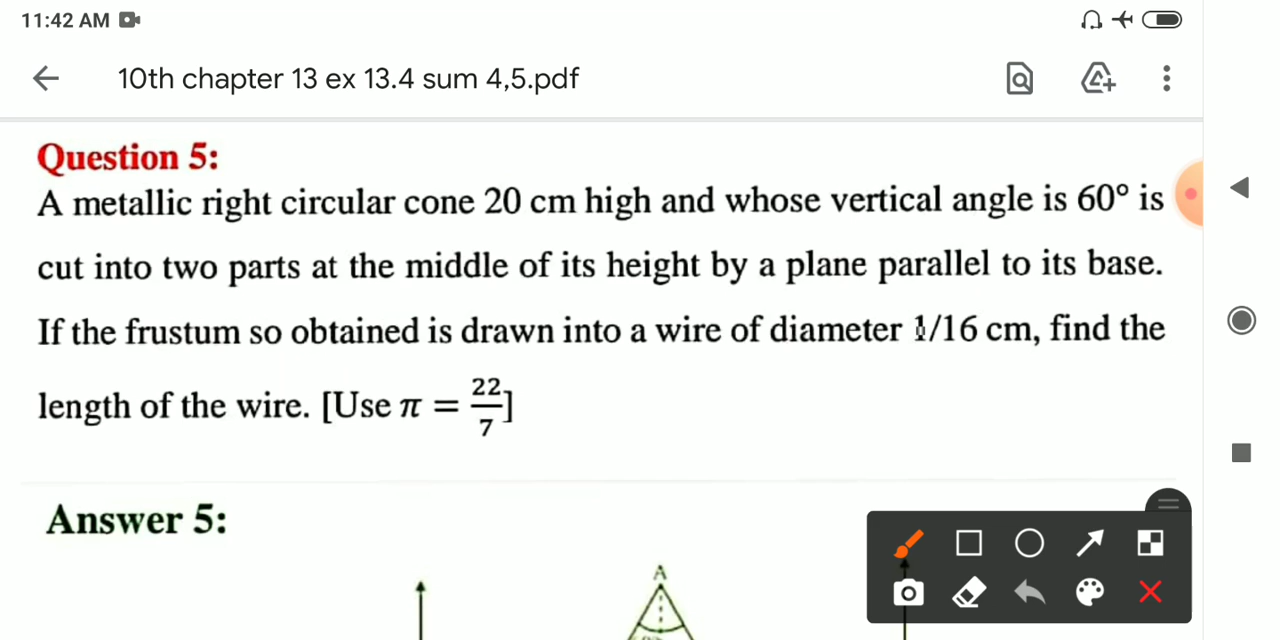 11:42 AM
10th chapter 13 ex 13.4 sum 4,5.pdf
Question 5:
A metallic right circular cone 20 cm high and whose vertical angle is 60° is
cut into two parts at the middle of its height by a plane parallel to its base.
If the frustum so obtained is drawn into a wire of diameter 1/16 cm, find the
length of the wire. [Use π = 22/7]
Answer 5:
A